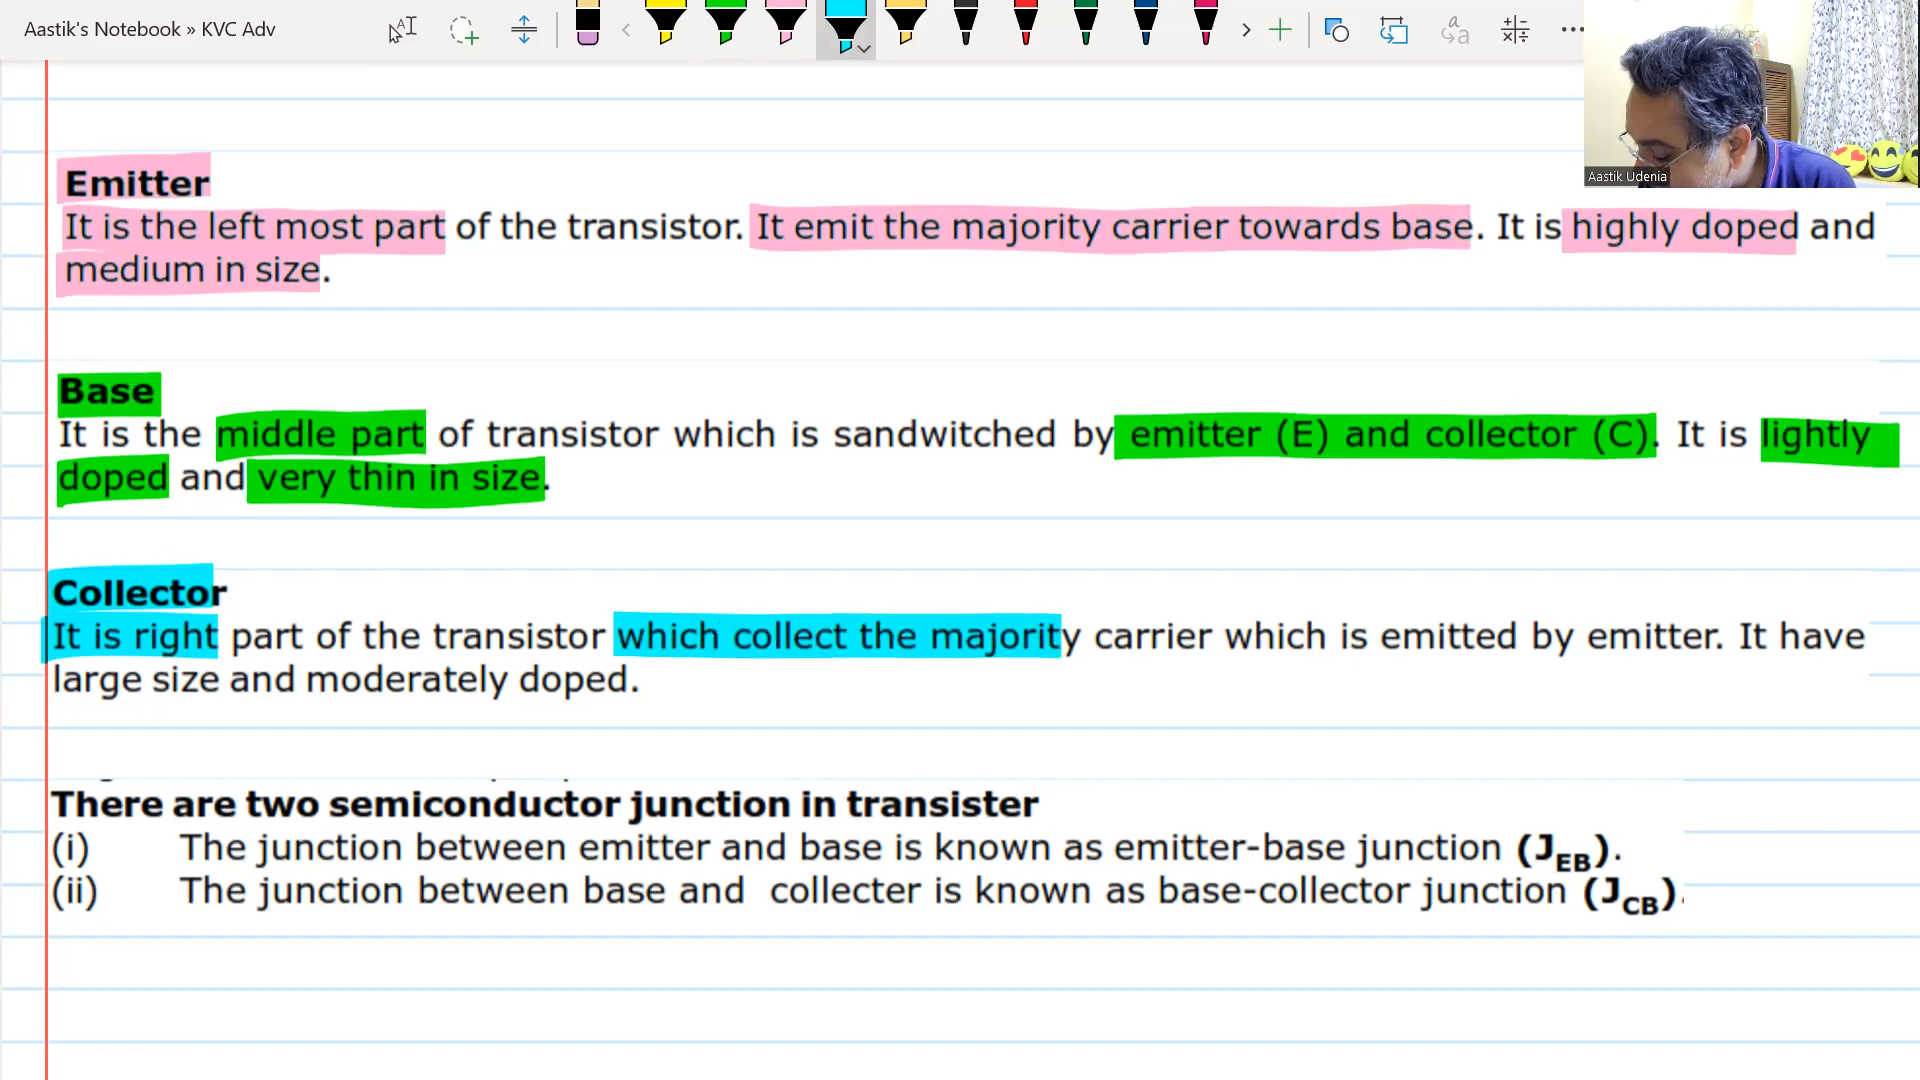 Aastik's Notebook » KVC Adv
Aastik Udenia
Emitter
It is the left most part of the transistor. It emit the majority carrier towards base. It is highly doped and
medium in size.
Base
It is the middle part of transistor which is sandwitched by emitter (E) and collector (C). It is lightly
doped and very thin in size.
Collector
It is right part of the transistor which collect the majority carrier which is emitted by emitter. It have
large size and moderately doped.
There are two semiconductor junction in transister
(i) The junction between emitter and base is known as emitter-base junction (JEB).
(ii) The junction between base and collecter is known as base-collector junction (JCB).